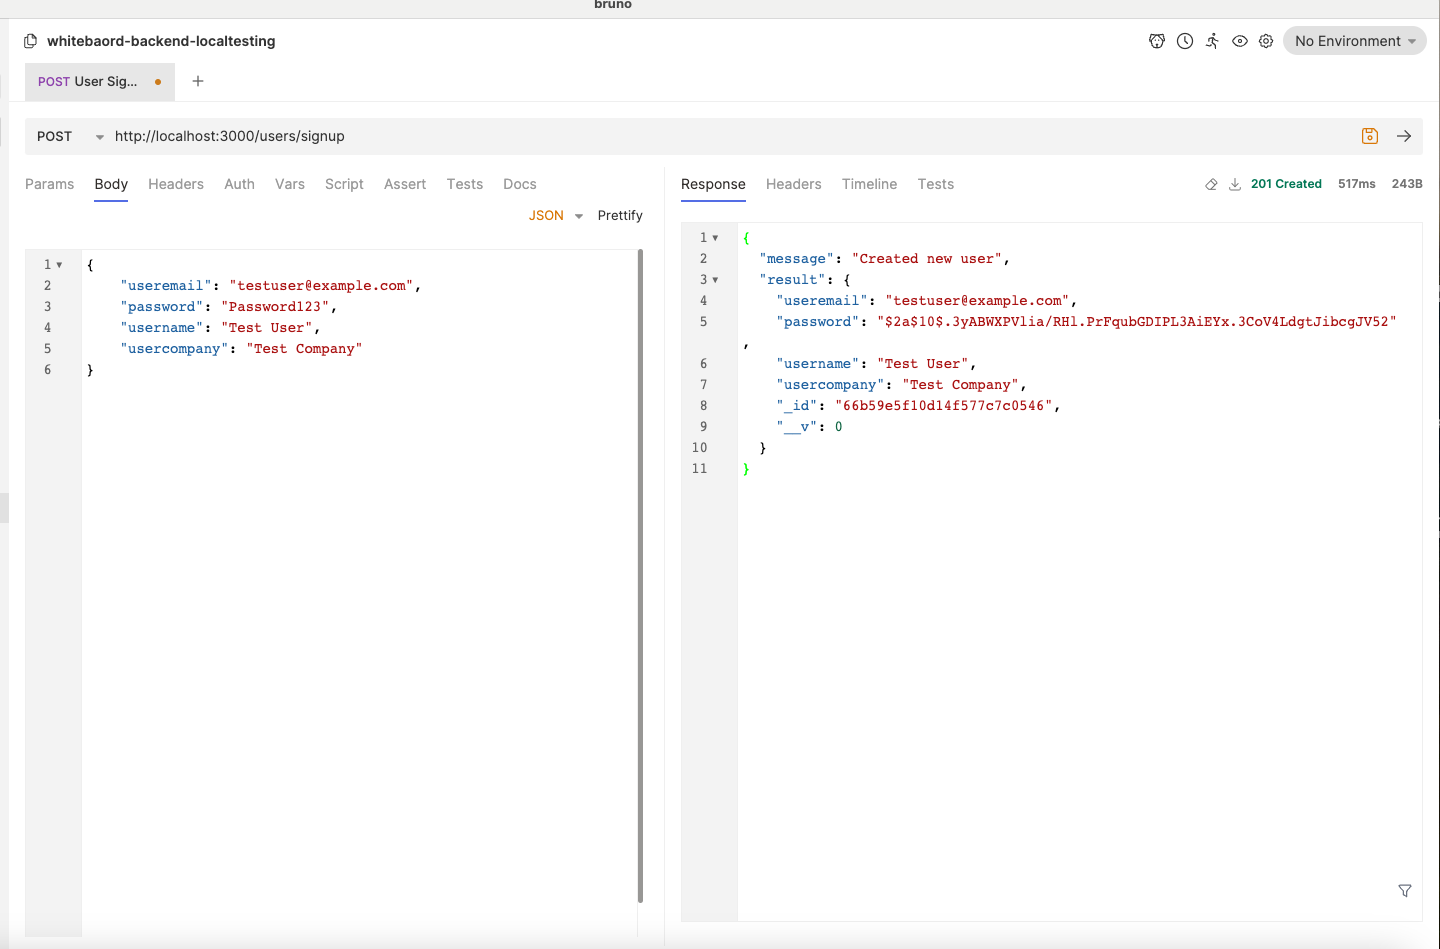 bruno
whitebaord-backend-localtesting
No Environment
POST User Sig...
+
POST http://localhost:3000/users/signup
Params Body Headers Auth Vars Script Assert Tests Docs
JSON Prettify
1 {
2 "useremail": "testuser@example.com",
3 "password": "Password123",
4 "username": "Test User",
5 "usercompany": "Test Company"
6 }
Response Headers Timeline Tests
201 Created 517ms 243B
1 {
2 "message": "Created new user",
3 "result": {
4 "useremail": "testuser@example.com",
5 "password": "$2a$10$.3yABWXPVlia/RHl.PrFqubGDIPL3AiEYx.3CoV4LdgtJibcgJV52"
,
6 "username": "Test User",
7 "usercompany": "Test Company",
8 "_id": "66b59e5f10d14f577c7c0546",
9 "__v": 0
10 }
11 }